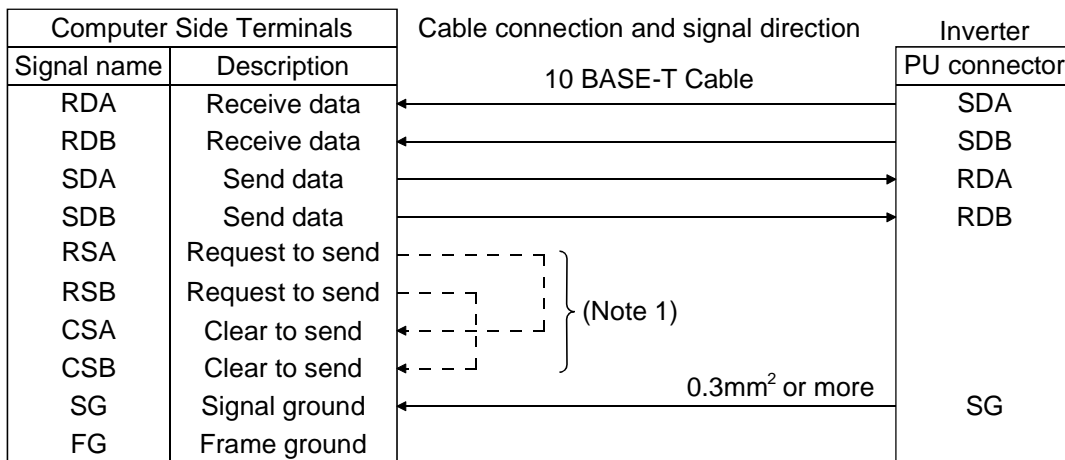 Computer Side Terminals Cable connection and signal direction Inverter
Signal name Description 10 BASE-T Cable PU connector
RDA Receive data SDA
RDB Receive data SDB
SDA Send data RDA
SDB Send data RDB
RSA Request to send
RSB Request to send
(Note 1)
CSA Clear to send
CSB Clear to send
0.3mm² or more
SG Signal ground SG
FG Frame ground